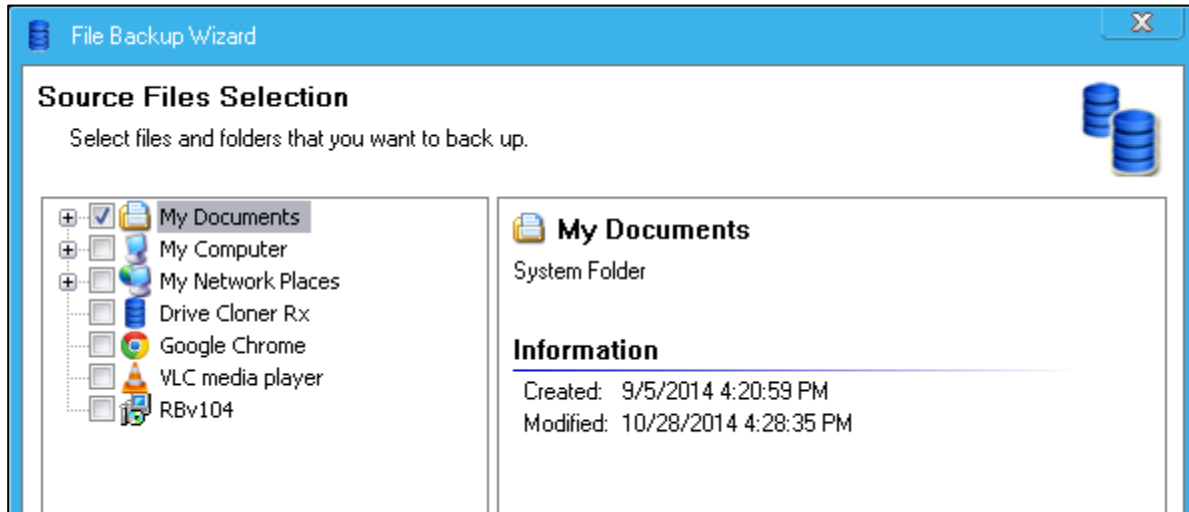 File Backup Wizard
Source Files Selection
Select files and folders that you want to back up.
My Documents
My Computer
My Network Places
Drive Cloner Rx
Google Chrome
VLC media player
RBv104
My Documents
System Folder
Information
Created: 9/5/2014 4:20:59 PM
Modified: 10/28/2014 4:28:35 PM